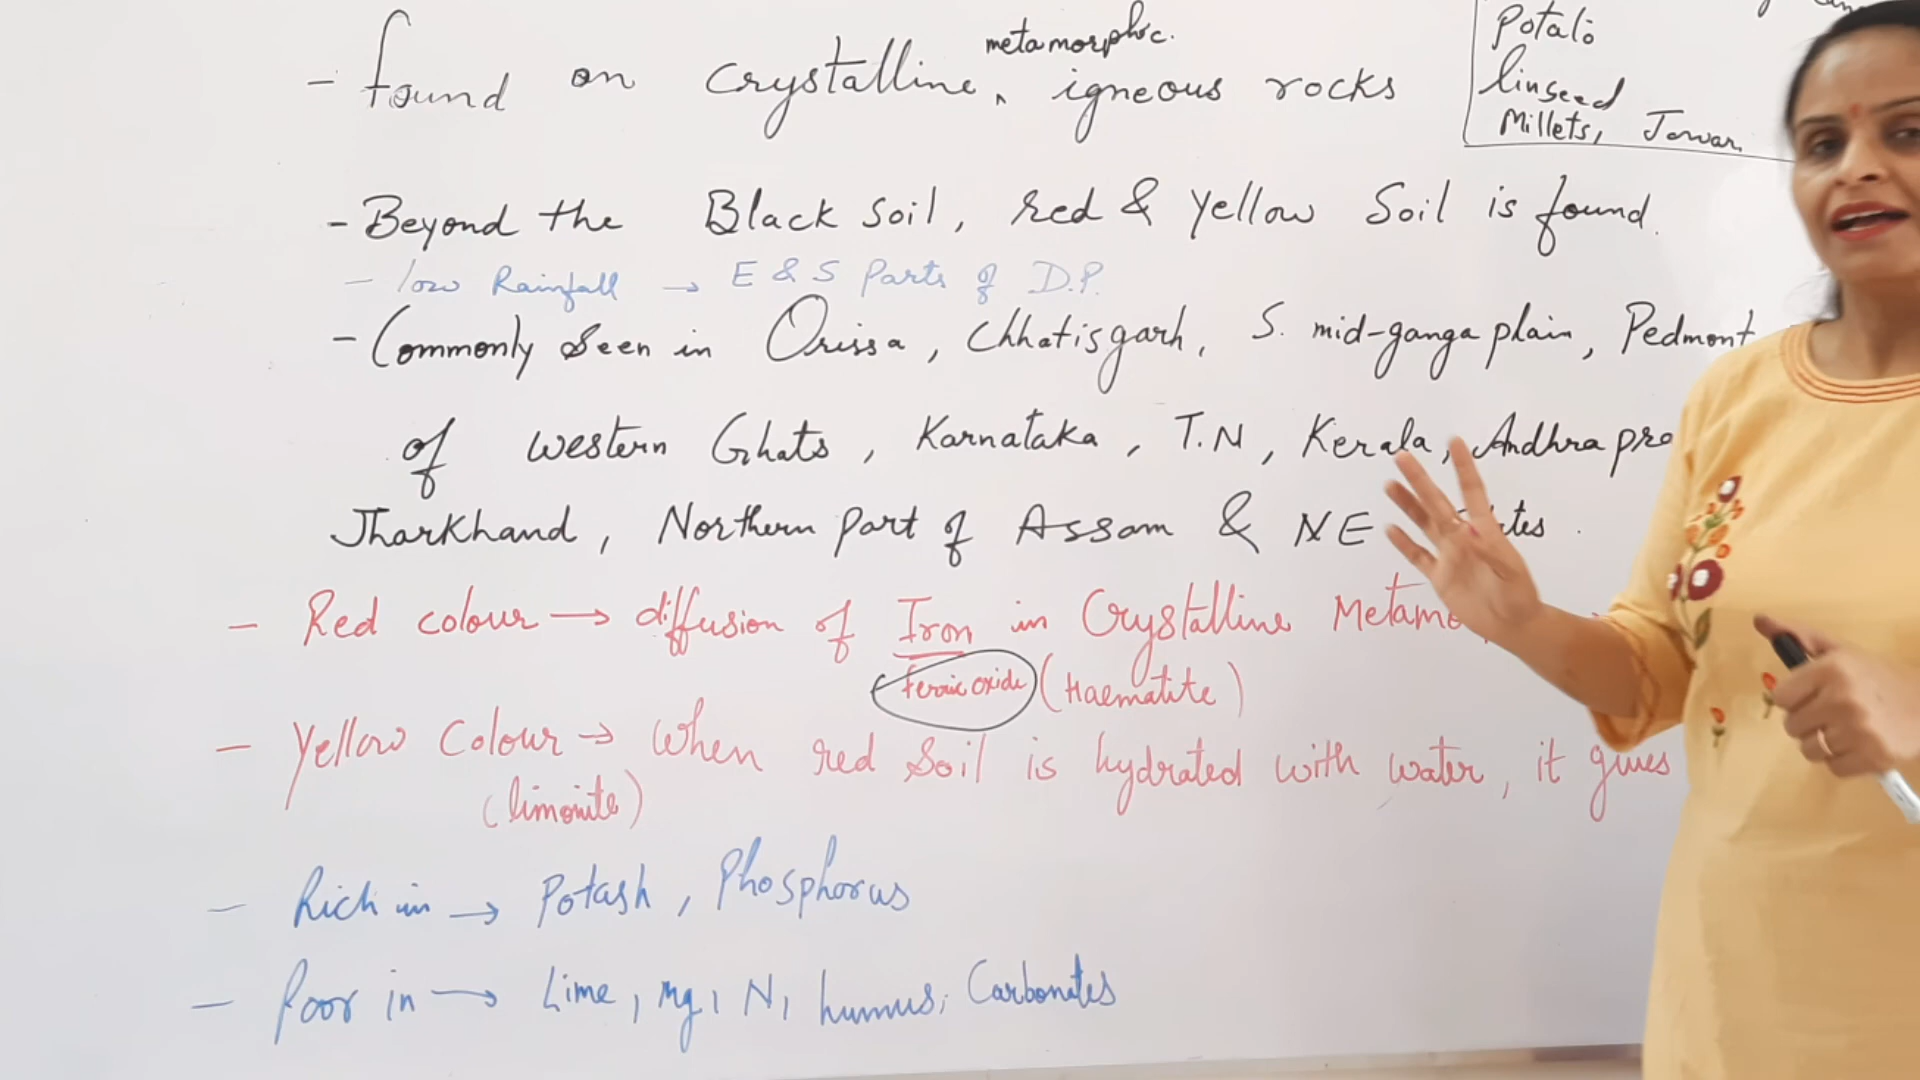 metamorphic.
- found on crystalline, ^ igneous rocks
Potato
linseed
Millets, Jowar.
- Beyond the Black soil, red & yellow Soil is found.
- low Rainfall → E & S Parts of D.P.
- Commonly seen in Orissa, Chhatisgarh, S. mid-ganga plain, Pedmont
of western Ghats, Karnataka, T.N, Kerala, Andhra pra
Jharkhand, Northern part of Assam & NE
- Red colour → diffusion of Iron in Crystalline Metamo
ferric oxide (Haematite)
- Yellow Colour → When red Soil is hydrated with water, it gives
(limonite)
- Rich in → Potash, Phosphorus
- Poor in → Lime, mg, N, humus, Carbonates